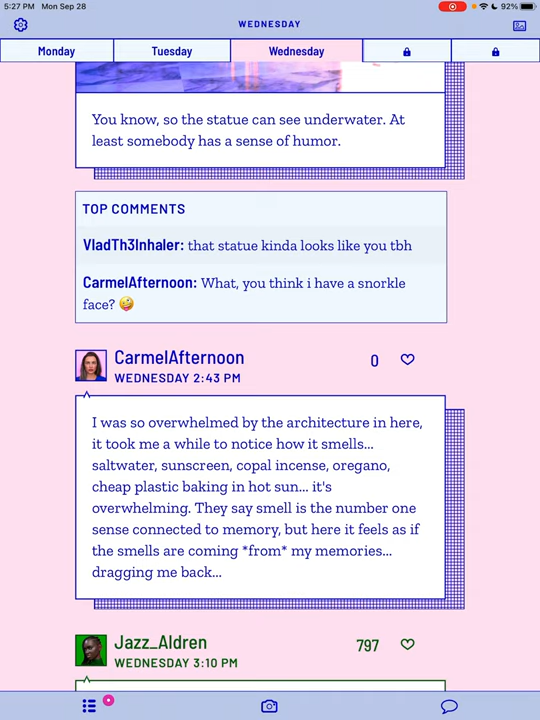 5:27 PM Mon Sep 28
92%
WEDNESDAY
Monday
Tuesday
Wednesday
You know, so the statue can see underwater. At
least somebody has a sense of humor.
TOP COMMENTS
VladTh3Inhaler: that statue kinda looks like you tbh
CarmelAfternoon: What, you think i have a snorkle
face? 🤪
CarmelAfternoon
0
WEDNESDAY 2:43 PM
I was so overwhelmed by the architecture in here,
it took me a while to notice how it smells...
saltwater, sunscreen, copal incense, oregano,
cheap plastic baking in hot sun... it's
overwhelming. They say smell is the number one
sense connected to memory, but here it feels as if
the smells are coming *from* my memories...
dragging me back...
Jazz_Aldren
797
WEDNESDAY 3:10 PM